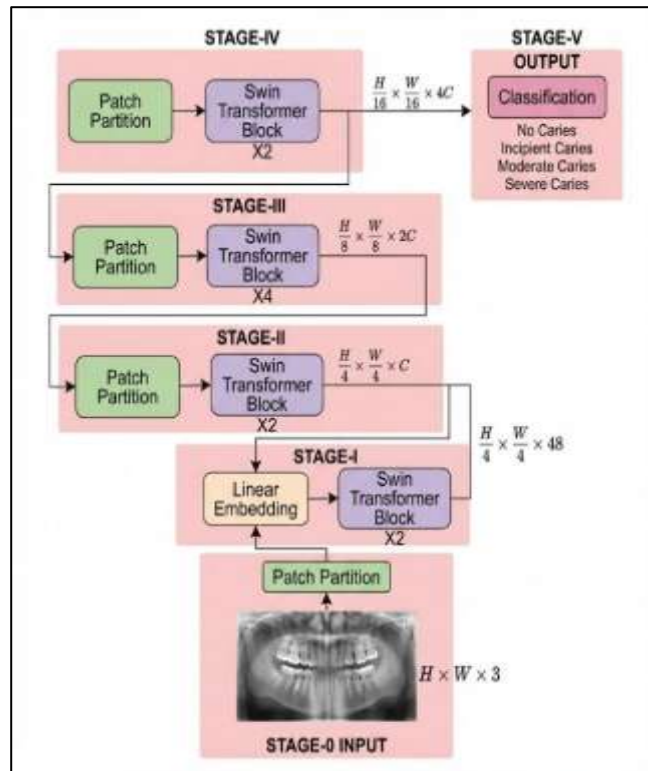 STAGE-IV
Patch
Partition
Swin
Transformer
Block
X2
H/16 × W/16 × 4C
STAGE-V
OUTPUT
Classification
No Caries
Incipient Caries
Moderate Caries
Severe Caries
STAGE-III
Patch
Partition
Swin
Transformer
Block
X4
H/8 × W/8 × 2C
STAGE-II
Patch
Partition
Swin
Transformer
Block
X2
H/4 × W/4 × C
H/4 × W/4 × 48
STAGE-I
Linear
Embedding
Swin
Transformer
Block
X2
Patch Partition
H × W × 3
STAGE-0 INPUT